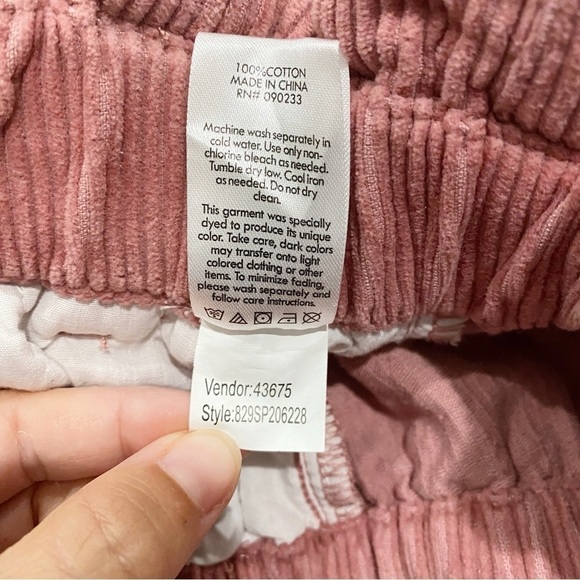 100%COTTON
MADE IN CHINA
RN# 090233
Machine wash separately in
cold water. Use only non-
chlorine bleach as needed.
Tumble dry low. Cool iron
as needed. Do not dry
clean.
This garment was specially
dyed to produce its unique
color. Take care, dark colors
may transfer onto light
colored clothing or other
items. To minimize fading,
please wash separately and
follow care instructions.
Vendor:43675
Style:829SP206228